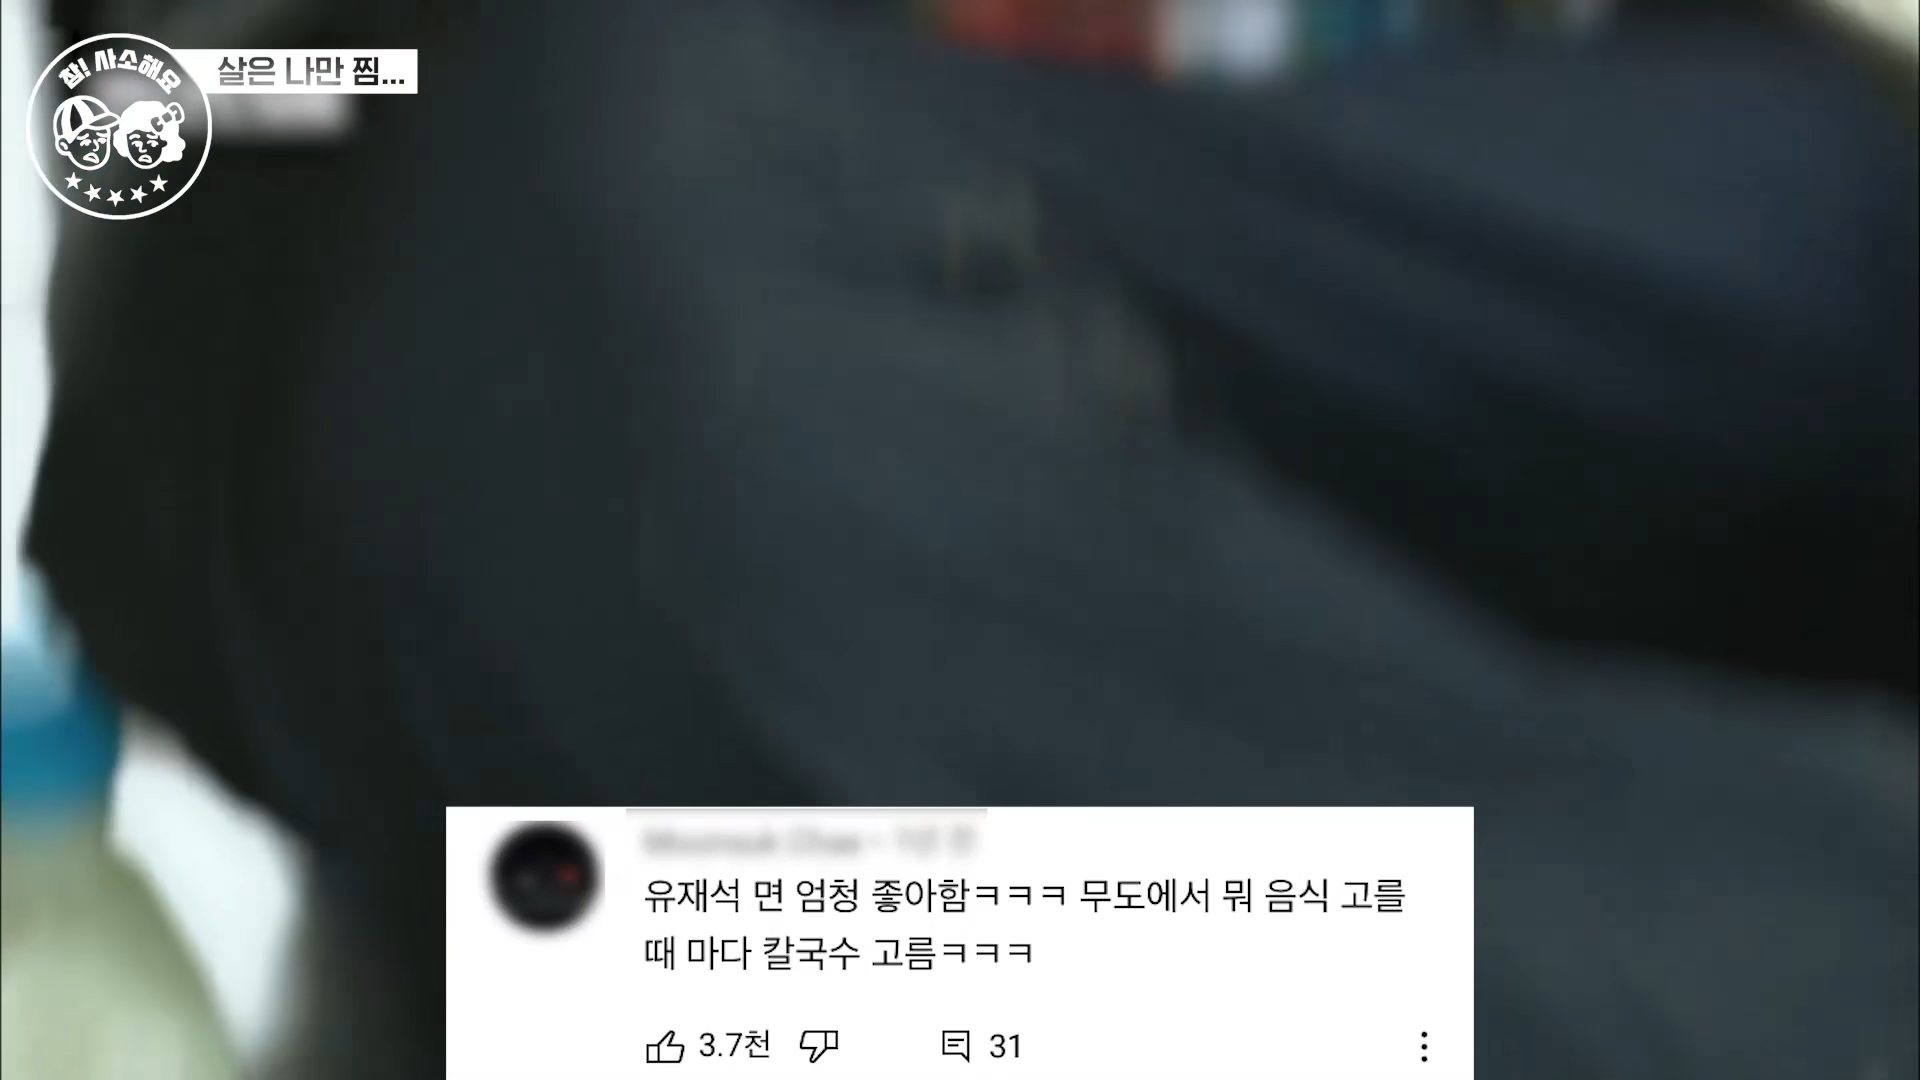 참! 사소해요
살은 나만 찜...
유재석 면 엄청 좋아함ㅋㅋㅋ 무도에서 뭐 음식 고를
때 마다 칼국수 고름ㅋㅋㅋ
3.7천
31